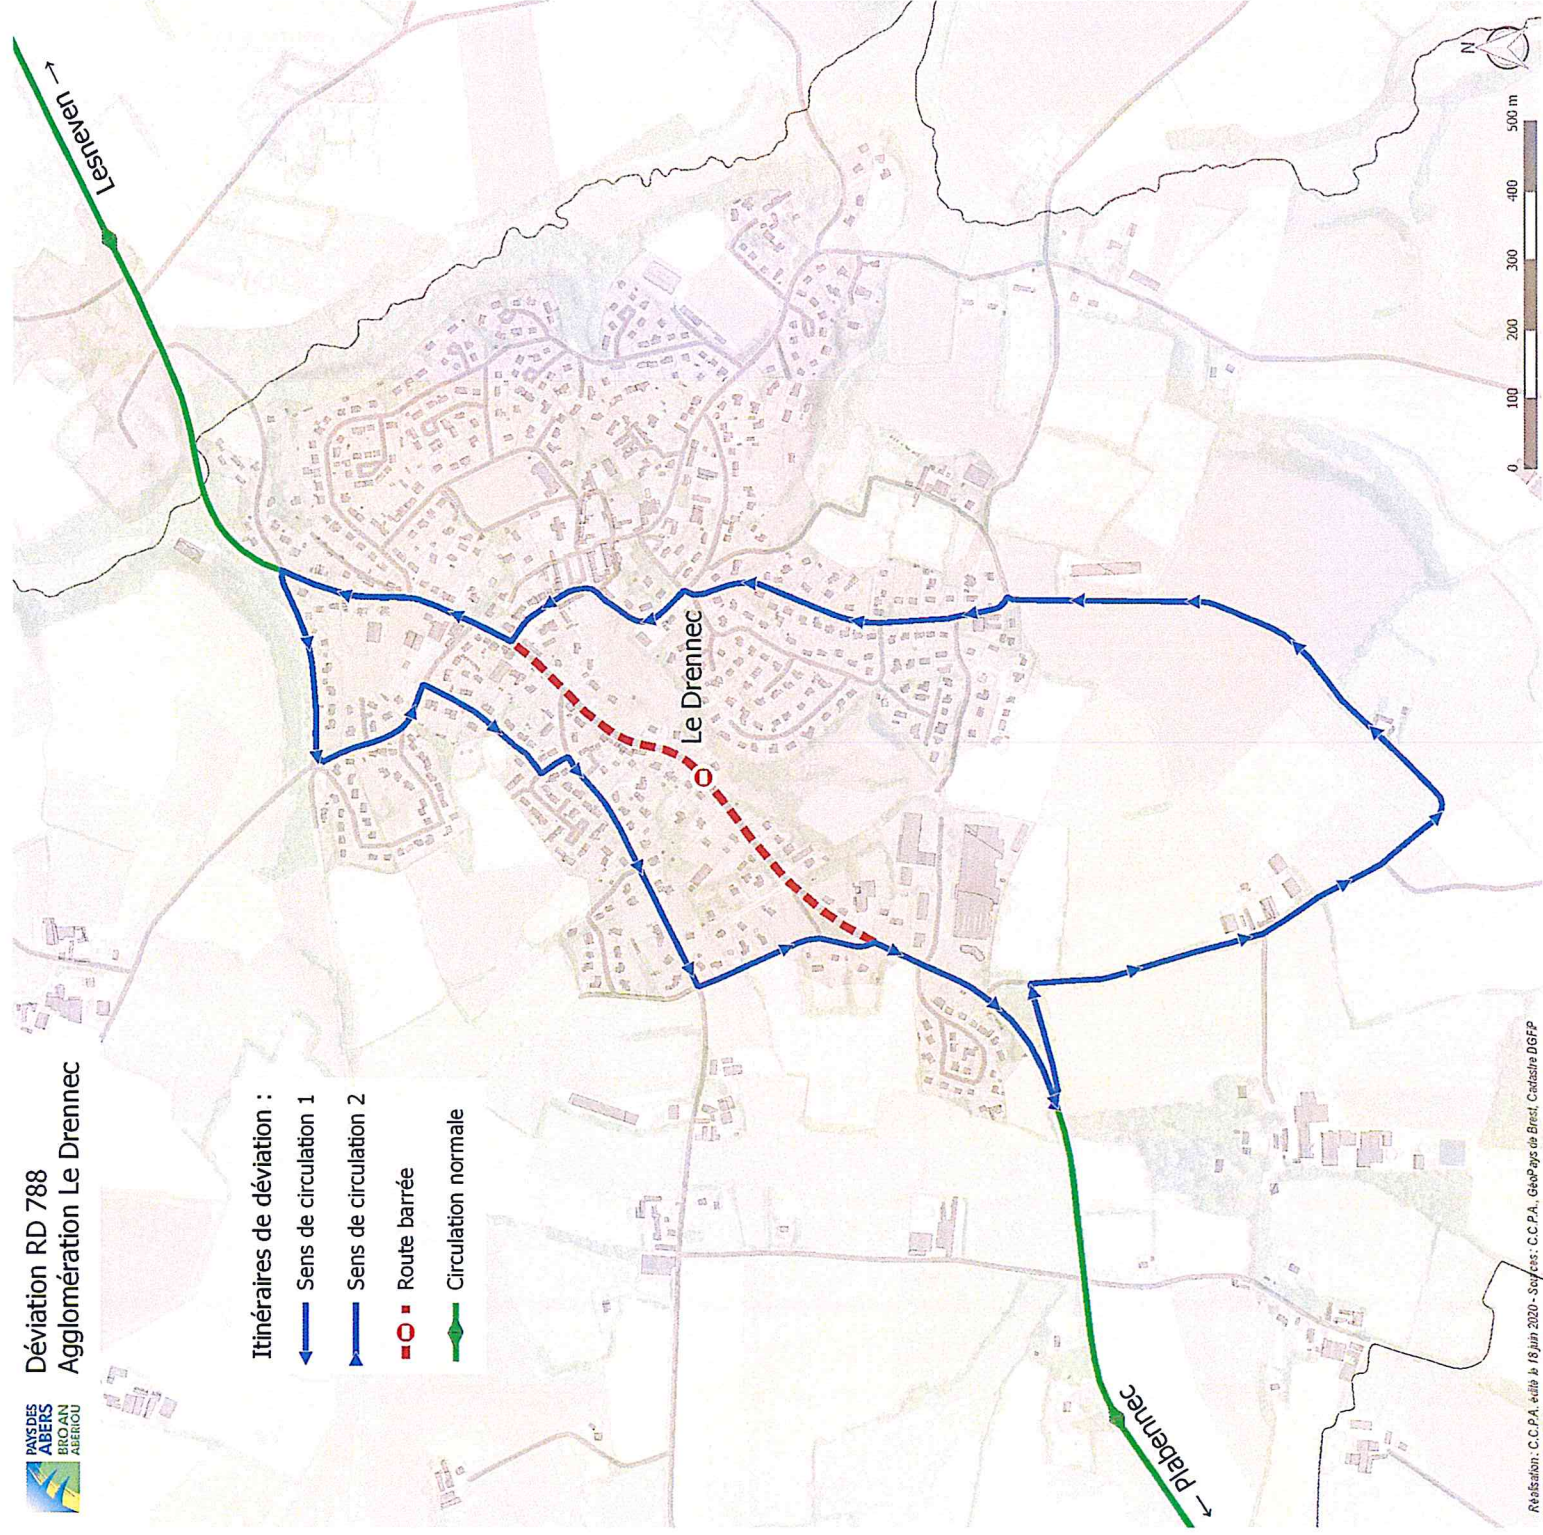 PAYS DES
ABERS
BRO AN
ABERIOÙ
Déviation RD 788
Agglomération Le Drennec
Itinéraires de déviation :
Sens de circulation 1
Sens de circulation 2
Route barrée
Circulation normale
Lesneven →
Le Drennec
← Plabennec
N
0 100 200 300 400 500 m
Réalisation : C.C.P.A. édité le 18 juin 2020 - Sources : C.C.P.A., GéoPays de Brest, Cadastre DGFiP